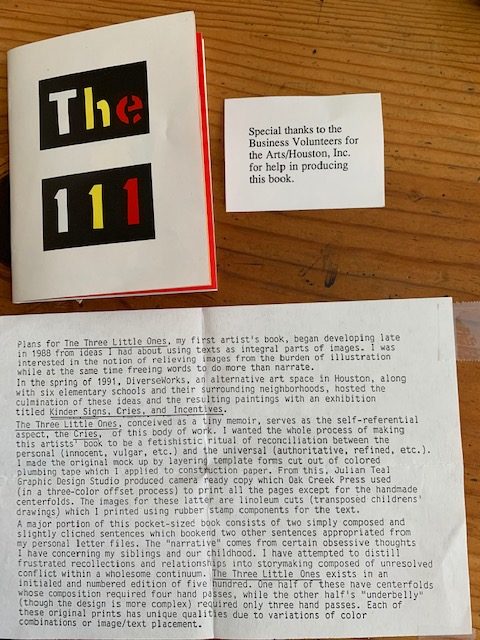 The
111
Special thanks to the
Business Volunteers for
the Arts/Houston, Inc.
for help in producing
this book.
Plans for The Three Little Ones, my first artist's book, began developing late
in 1988 from ideas I had about using texts as integral parts of images. I was
interested in the notion of relieving images from the burden of illustration
while at the same time freeing words to do more than narrate.
In the spring of 1991, DiverseWorks, an alternative art space in Houston, along
with six elementary schools and their surrounding neighborhoods, hosted the
culmination of these ideas and the resulting paintings with an exhibition
titled Kinder Signs, Cries, and Incentives.
The Three Little Ones, conceived as a tiny memoir, serves as the self-referential
aspect, the Cries, of this body of work. I wanted the whole process of making
this artists' book to be a fetishistic ritual of reconciliation between the
personal (innocent, vulgar, etc.) and the universal (authoritative, refined, etc.).
I made the original mock up by layering template forms cut out of colored
plumbing tape which I applied to construction paper. From this, Julian Teal
Graphic Design Studio produced camera ready copy which Oak Creek Press used
(in a three-color offset process) to print all the pages except for the handmade
centerfolds. The images for these latter are linoleum cuts (transposed childrens'
drawings) which I printed using rubber stamp components for the text.
A major portion of this pocket-sized book consists of two simply composed and
slightly cliched sentences which bookend two other sentences appropriated from
my personal letter files. The "narrative" comes from certain obsessive thoughts
I have concerning my siblings and our childhood. I have attempted to distill
frustrated recollections and relationships into storymaking composed of unresolved
conflict within a wholesome continuum. The Three Little Ones exists in an
initialed and numbered edition of five hundred. One half of these have centerfolds
whose composition required four hand passes, while the other half's "underbelly"
(though the design is more complex) required only three hand passes. Each of
these original prints has unique qualities due to variations of color
combinations or image/text placement.